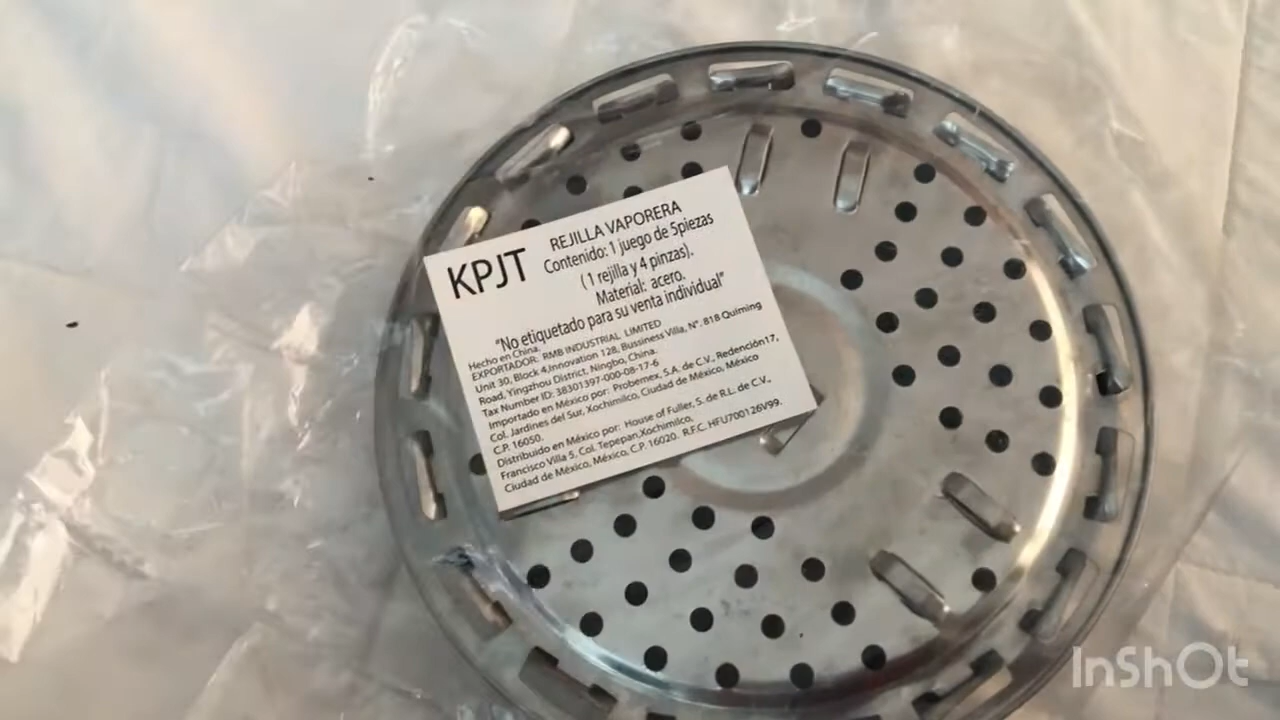 KPJT
REJILLA VAPORERA
Contenido: 1 juego de 5piezas
(1 rejilla y 4 pinzas).
Material: acero.
"No etiquetado para su venta individual"
Hecho en China.
EXPORTADOR: RMB INDUSTRIAL LIMITED
Unit 30, Block 4,Innovation 128, Bussiness Villa, N°. 818 Quiming
Road, Yingzhou District, Ningbo, China.
Tax Number ID: 38301397-000-08-17-6
Importado en México por: Probemex, S.A. de C.V., Redención17,
Col. Jardines del Sur, Xochimilco, Ciudad de México, México
C.P. 16050.
Distribuido en México por: House of Fuller, S. de R.L. de C.V.,
Francisco Villa 5, Col. Tepepan,Xochimilco,
Ciudad de México, México, C.P. 16020. R.F.C. HFU700126V99.
InShOt